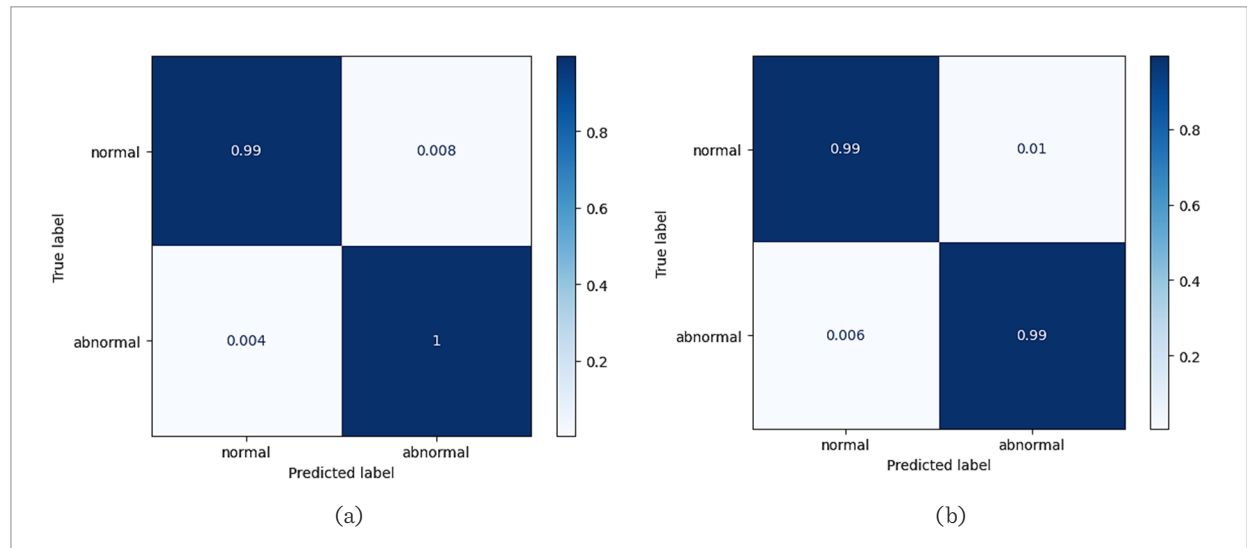 normal
0.99
0.008
0.8
0.6
0.4
0.2
True label
abnormal
0.004
1
normal
abnormal
Predicted label
(a)
normal
0.99
0.01
0.8
0.6
0.4
0.2
True label
abnormal
0.006
0.99
normal
abnormal
Predicted label
(b)